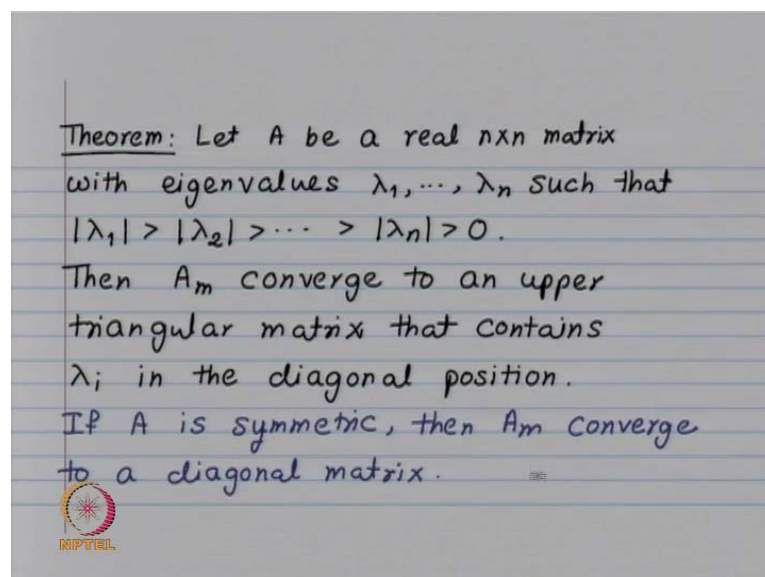 Theorem: Let A be a real n×n matrix
with eigenvalues λ₁, ..., λₙ such that
|λ₁| > |λ₂| > ... > |λₙ| > 0.
Then Aₘ converge to an upper
triangular matrix that contains
λᵢ in the diagonal position.
If A is symmetric, then Aₘ converge
to a diagonal matrix.
NPTEL